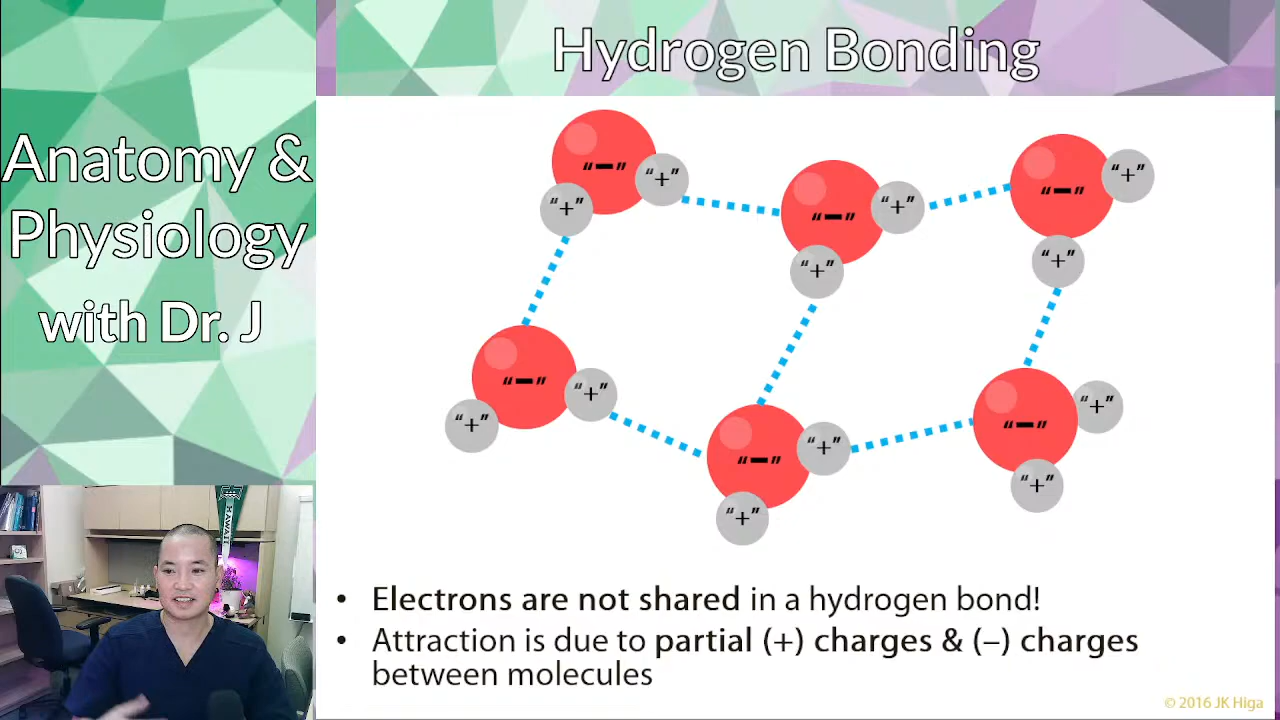 Hydrogen Bonding
Anatomy &
Physiology
with Dr. J
“–”
“+”
“+”
“–”
“+”
“+”
“–”
“+”
“+”
“–”
“+”
“+”
“–”
“+”
“+”
“–”
“+”
“+”
HAWAII
• Electrons are not shared in a hydrogen bond!
• Attraction is due to partial (+) charges & (–) charges
between molecules
© 2016 JK Higa